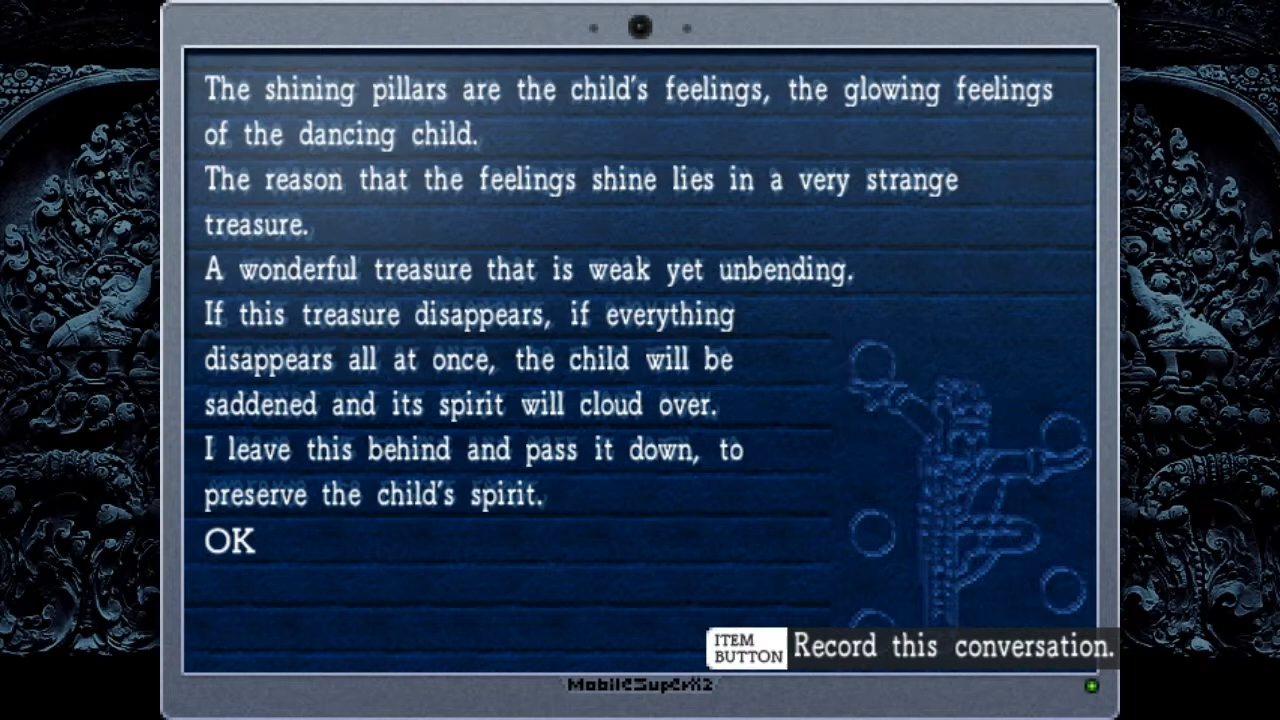 The shining pillars are the child's feelings, the glowing feelings
of the dancing child.
The reason that the feelings shine lies in a very strange
treasure.
A wonderful treasure that is weak yet unbending.
If this treasure disappears, if everything
disappears all at once, the child will be
saddened and its spirit will cloud over.
I leave this behind and pass it down, to
preserve the child's spirit.
OK
ITEM
BUTTON
Record this conversation.
MobileSuperX2